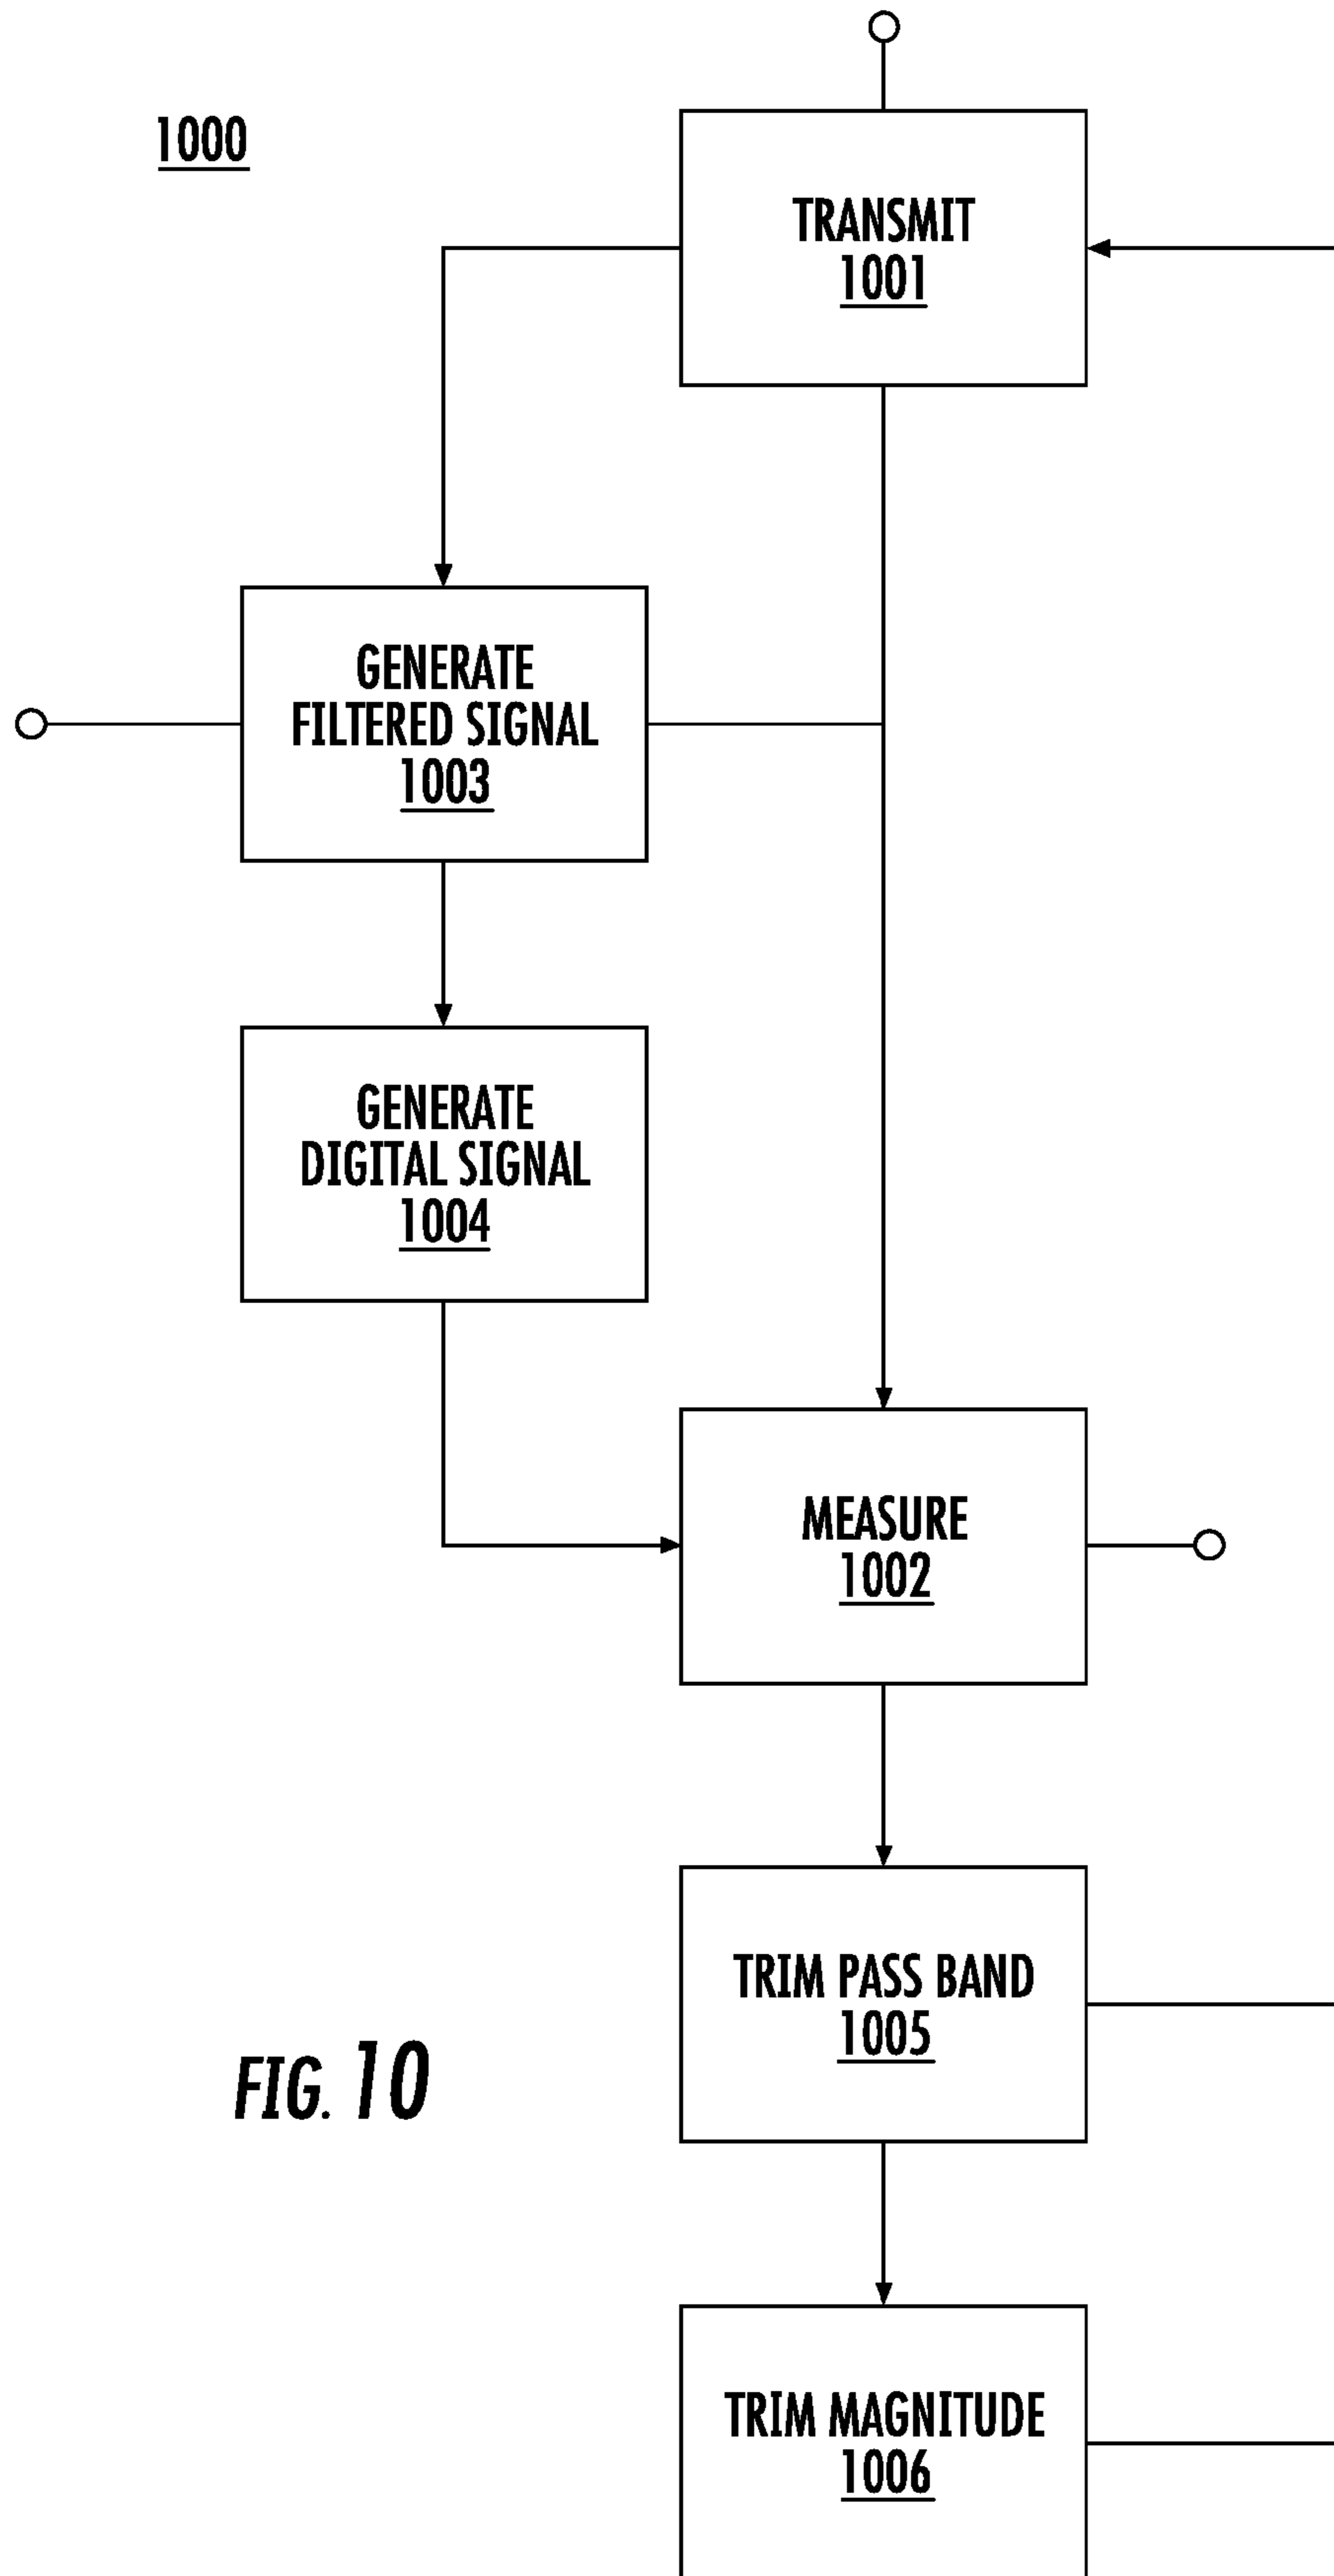 1000
TRANSMIT
1001
GENERATE
FILTERED SIGNAL
1003
GENERATE
DIGITAL SIGNAL
1004
MEASURE
1002
TRIM PASS BAND
1005
FIG. 10
TRIM MAGNITUDE
1006